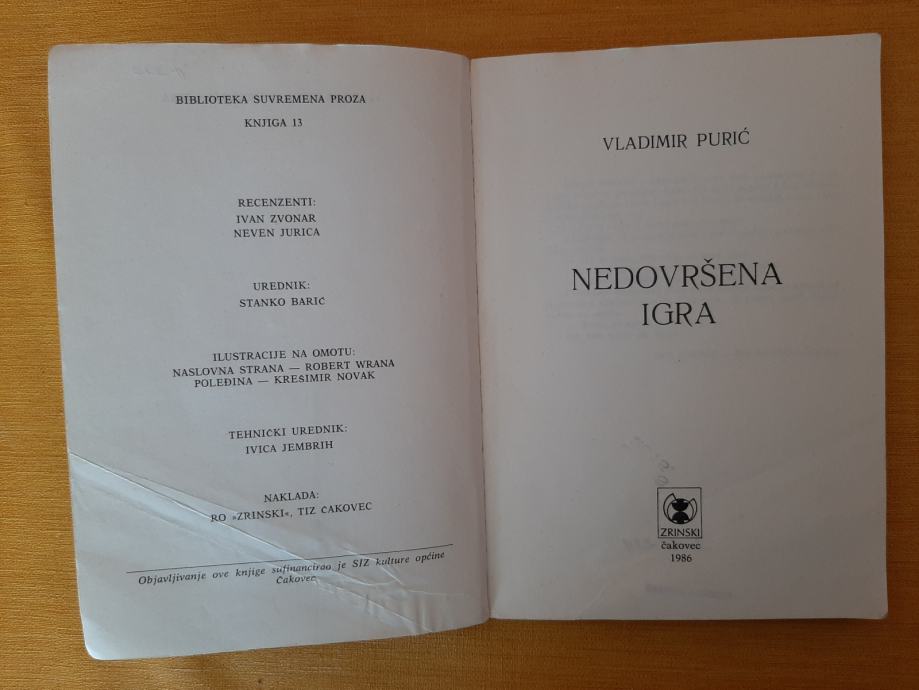 BIBLIOTEKA SUVREMENA PROZA
KNJIGA 13
RECENZENTI:
IVAN ZVONAR
NEVEN JURICA
UREDNIK:
STANKO BARIĆ
ILUSTRACIJE NA OMOTU:
NASLOVNA STRANA — ROBERT WRANA
POLEĐINA — KREŠIMIR NOVAK
TEHNIČKI UREDNIK:
IVICA JEMBRIH
NAKLADA:
RO »ZRINSKI«, TIZ ČAKOVEC
Objavljivanje ove knjige sufinancirao je SIZ kulture općine
Čakovec
VLADIMIR PURIĆ
NEDOVRŠENA
IGRA
ZRINSKI
čakovec
1986